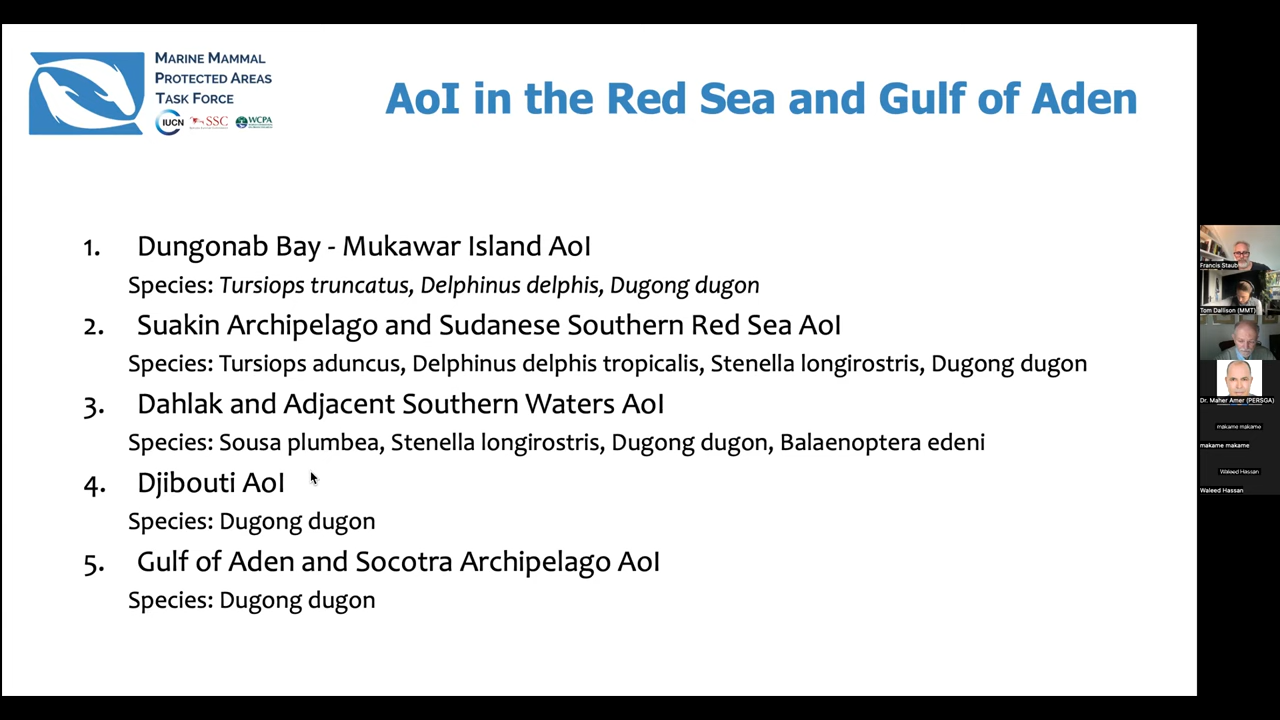 MARINE MAMMAL
PROTECTED AREAS
TASK FORCE
IUCN SSC WCPA
AoI in the Red Sea and Gulf of Aden
1. Dungonab Bay - Mukawar Island AoI
Species: Tursiops truncatus, Delphinus delphis, Dugong dugon
2. Suakin Archipelago and Sudanese Southern Red Sea AoI
Species: Tursiops aduncus, Delphinus delphis tropicalis, Stenella longirostris, Dugong dugon
3. Dahlak and Adjacent Southern Waters AoI
Species: Sousa plumbea, Stenella longirostris, Dugong dugon, Balaenoptera edeni
4. Djibouti AoI
Species: Dugong dugon
5. Gulf of Aden and Socotra Archipelago AoI
Species: Dugong dugon
Francis Staub
Tom Dallison (MMT)
Dr. Maher Amer (PERSGA)
makame makame
makame makame
Waleed Hassan
Waleed Hassan